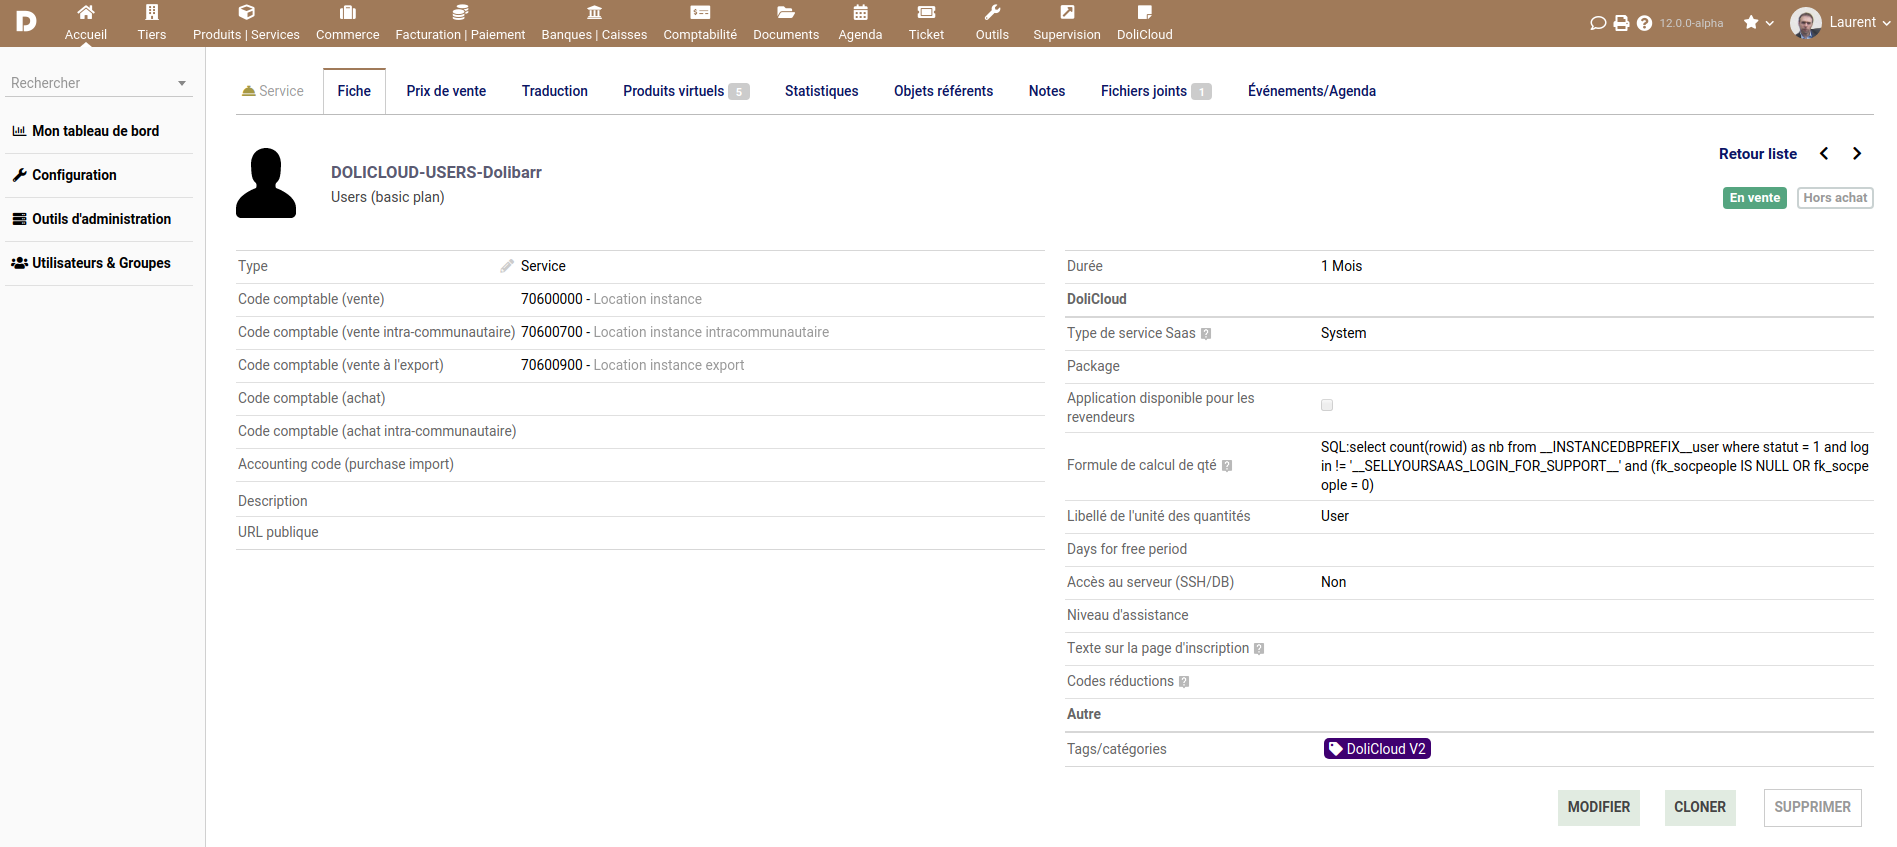 D
Accueil
Tiers
Produits | Services
Commerce
Facturation | Paiement
Banques | Caisses
Comptabilité
Documents
Agenda
Ticket
Outils
Supervision
DoliCloud
12.0.0-alpha
Laurent
Rechercher
Mon tableau de bord
Configuration
Outils d'administration
Utilisateurs & Groupes
Service
Fiche
Prix de vente
Traduction
Produits virtuels 5
Statistiques
Objets référents
Notes
Fichiers joints 1
Événements/Agenda
DOLICLOUD-USERS-Dolibarr
Users (basic plan)
Retour liste
En vente
Hors achat
Type Service
Code comptable (vente) 70600000 - Location instance
Code comptable (vente intra-communautaire) 70600700 - Location instance intracommunautaire
Code comptable (vente à l'export) 70600900 - Location instance export
Code comptable (achat)
Code comptable (achat intra-communautaire)
Accounting code (purchase import)
Description
URL publique
Durée 1 Mois
DoliCloud
Type de service Saas ? System
Package
Application disponible pour les
revendeurs
Formule de calcul de qté ?
SQL:select count(rowid) as nb from __INSTANCEDBPREFIX__user where statut = 1 and log
in != '__SELLYOURSAAS_LOGIN_FOR_SUPPORT__' and (fk_socpeople IS NULL OR fk_socpe
ople = 0)
Libellé de l'unité des quantités User
Days for free period
Accès au serveur (SSH/DB) Non
Niveau d'assistance
Texte sur la page d'inscription ?
Codes réductions ?
Autre
Tags/catégories DoliCloud V2
MODIFIER
CLONER
SUPPRIMER